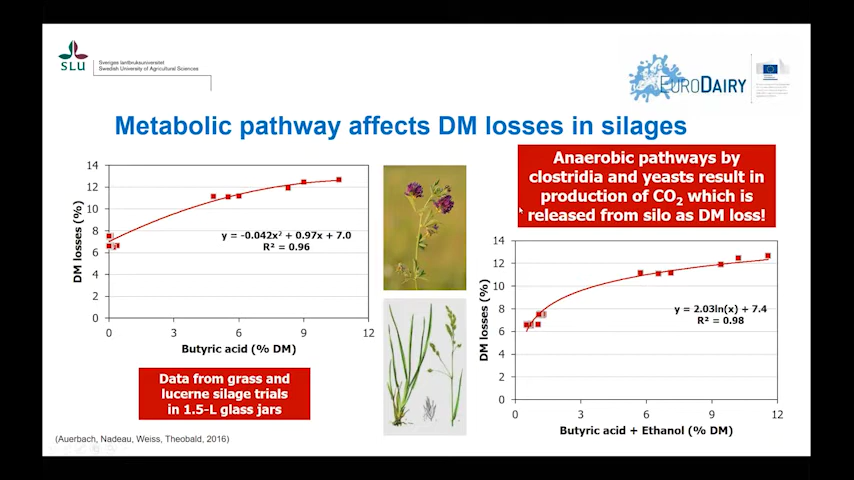 SLU
Sveriges lantbruksuniversitet
Swedish University of Agricultural Sciences
EURODAIRY
Metabolic pathway affects DM losses in silages
14
12
10
8
6
4
2
0
DM losses (%)
y = -0.042x² + 0.97x + 7.0
R² = 0.96
0 3 6 9 12
Butyric acid (% DM)
Data from grass and
lucerne silage trials
in 1.5-L glass jars
(Auerbach, Nadeau, Weiss, Theobald, 2016)
Anaerobic pathways by
clostridia and yeasts result in
production of CO₂ which is
released from silo as DM loss!
14
12
10
8
6
4
2
0
DM losses (%)
y = 2.03ln(x) + 7.4
R² = 0.98
0 3 6 9 12
Butyric acid + Ethanol (% DM)